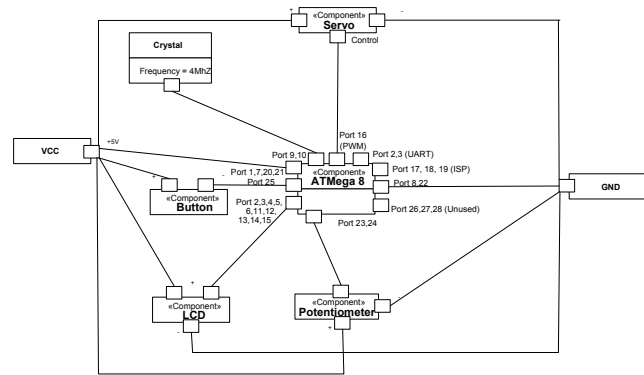 +
«Component»
Servo
-
Control
Crystal
Frequency = 4MhZ
VCC
+5V
Port 16
(PWM)
Port 9,10
Port 2,3 (UART)
Port 1,7,20,21
Port 17, 18, 19 (ISP)
«Component»
ATMega 8
Port 25
Port 8,22
+
-
«Component»
Button
GND
Port 2,3,4,5,
6,11,12,
13,14,15
Port 26,27,28 (Unused)
Port 23,24
+
«Component»
LCD
-
«Component»
Potentiometer
-
+